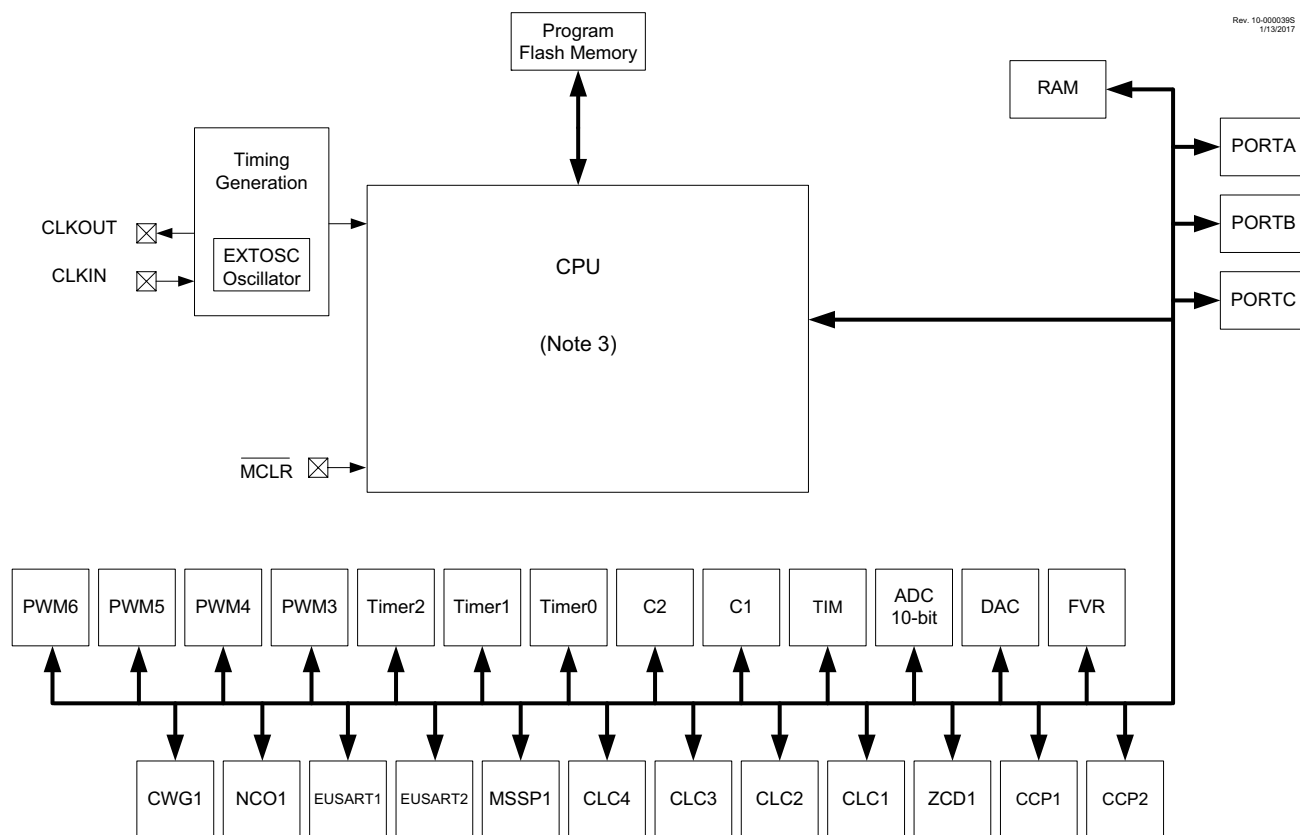 Rev. 10-000039S
1/13/2017
Program
Flash Memory
RAM
PORTA
PORTB
PORTC
Timing
Generation
EXTOSC
Oscillator
CLKOUT
CLKIN
CPU
(Note 3)
MCLR
PWM6
PWM5
PWM4
PWM3
Timer2
Timer1
Timer0
C2
C1
TIM
ADC
10-bit
DAC
FVR
CWG1
NCO1
EUSART1
EUSART2
MSSP1
CLC4
CLC3
CLC2
CLC1
ZCD1
CCP1
CCP2